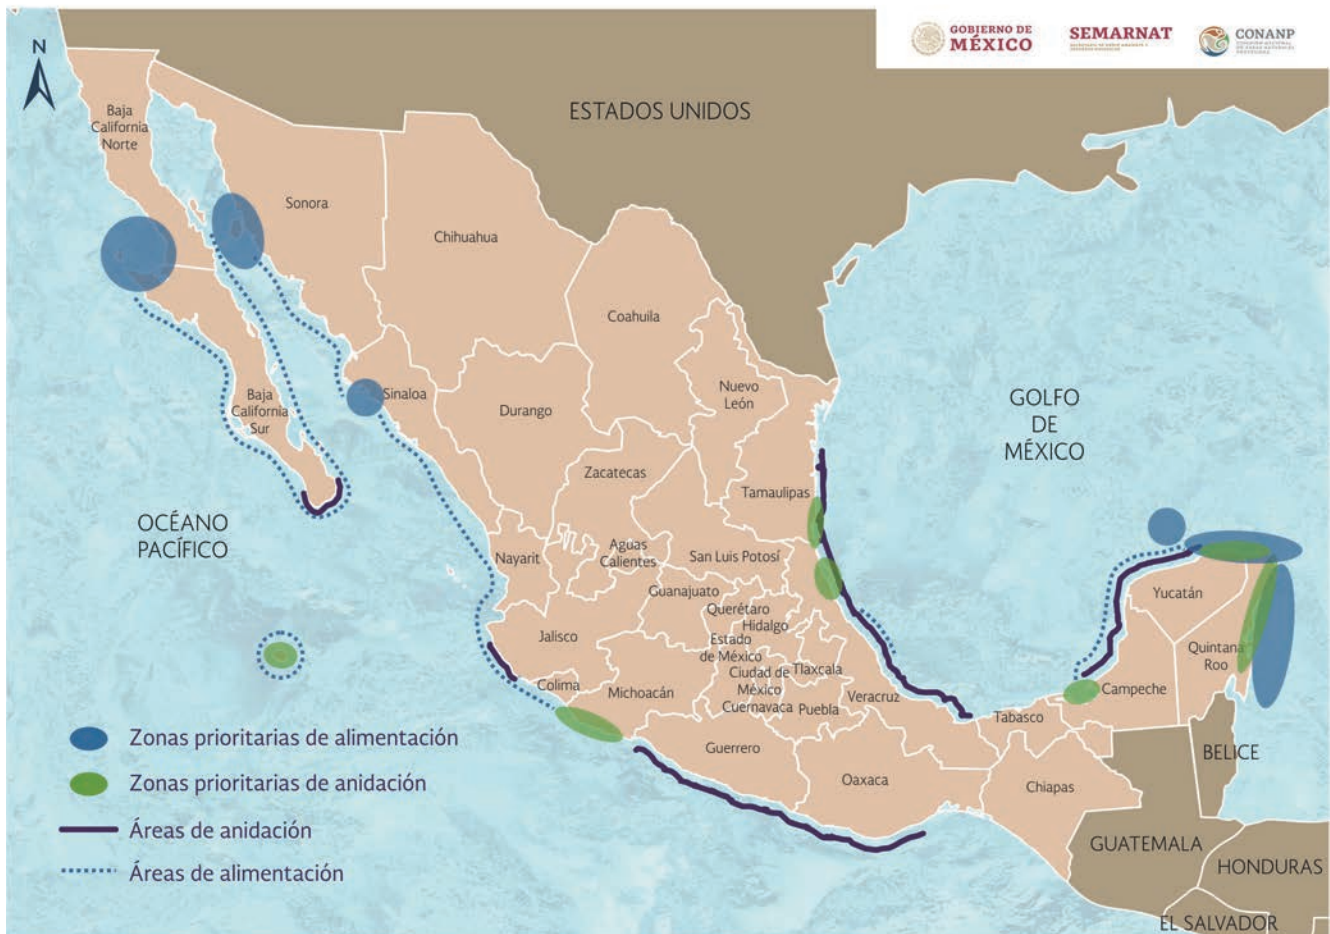 GOBIERNO DE
MÉXICO
SEMARNAT
CONANP
N
ESTADOS UNIDOS
Baja
California
Norte
Sonora
Chihuahua
Coahuila
Nuevo
León
Sinaloa
Durango
Baja
California
Sur
GOLFO
DE
MÉXICO
Zacatecas
Tamaulipas
OCÉANO
PACÍFICO
Nayarit
Aguas
Calientes
San Luis Potosí
Guanajuato
Querétaro
Hidalgo
Yucatán
Jalisco
Estado
de México
Tlaxcala
Quintana
Roo
Colima
Michoacán
Ciudad de
México
Cuernavaca
Puebla
Veracruz
Campeche
Tabasco
Guerrero
Oaxaca
Chiapas
BELICE
GUATEMALA
HONDURAS
EL SALVADOR
Zonas prioritarias de alimentación
Zonas prioritarias de anidación
Áreas de anidación
Áreas de alimentación